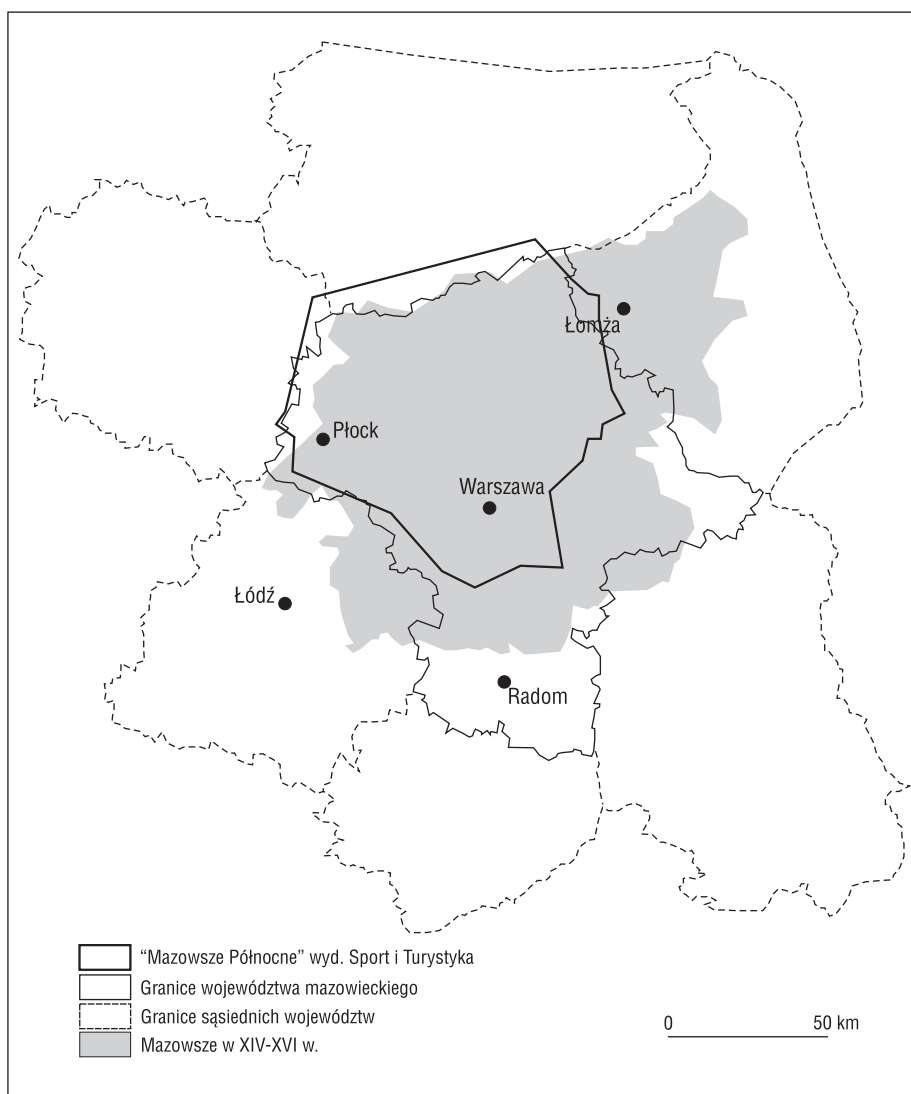 Łomża
Płock
Warszawa
Łódź
Radom
“Mazowsze Północne” wyd. Sport i Turystyka
Granice województwa mazowieckiego
Granice sąsiednich województw
Mazowsze w XIV-XVI w.
0 50 km